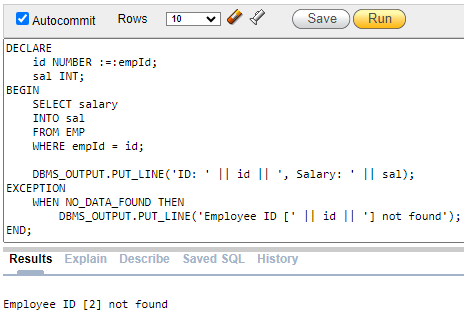 Autocommit Rows 10 Save Run
DECLARE
    id NUMBER :=:empId;
    sal INT;
BEGIN
    SELECT salary
    INTO sal
    FROM EMP
    WHERE empId = id;

    DBMS_OUTPUT.PUT_LINE('ID: ' || id || ', Salary: ' || sal);
EXCEPTION
    WHEN NO_DATA_FOUND THEN
        DBMS_OUTPUT.PUT_LINE('Employee ID [' || id || '] not found');
END;
Results Explain Describe Saved SQL History
Employee ID [2] not found